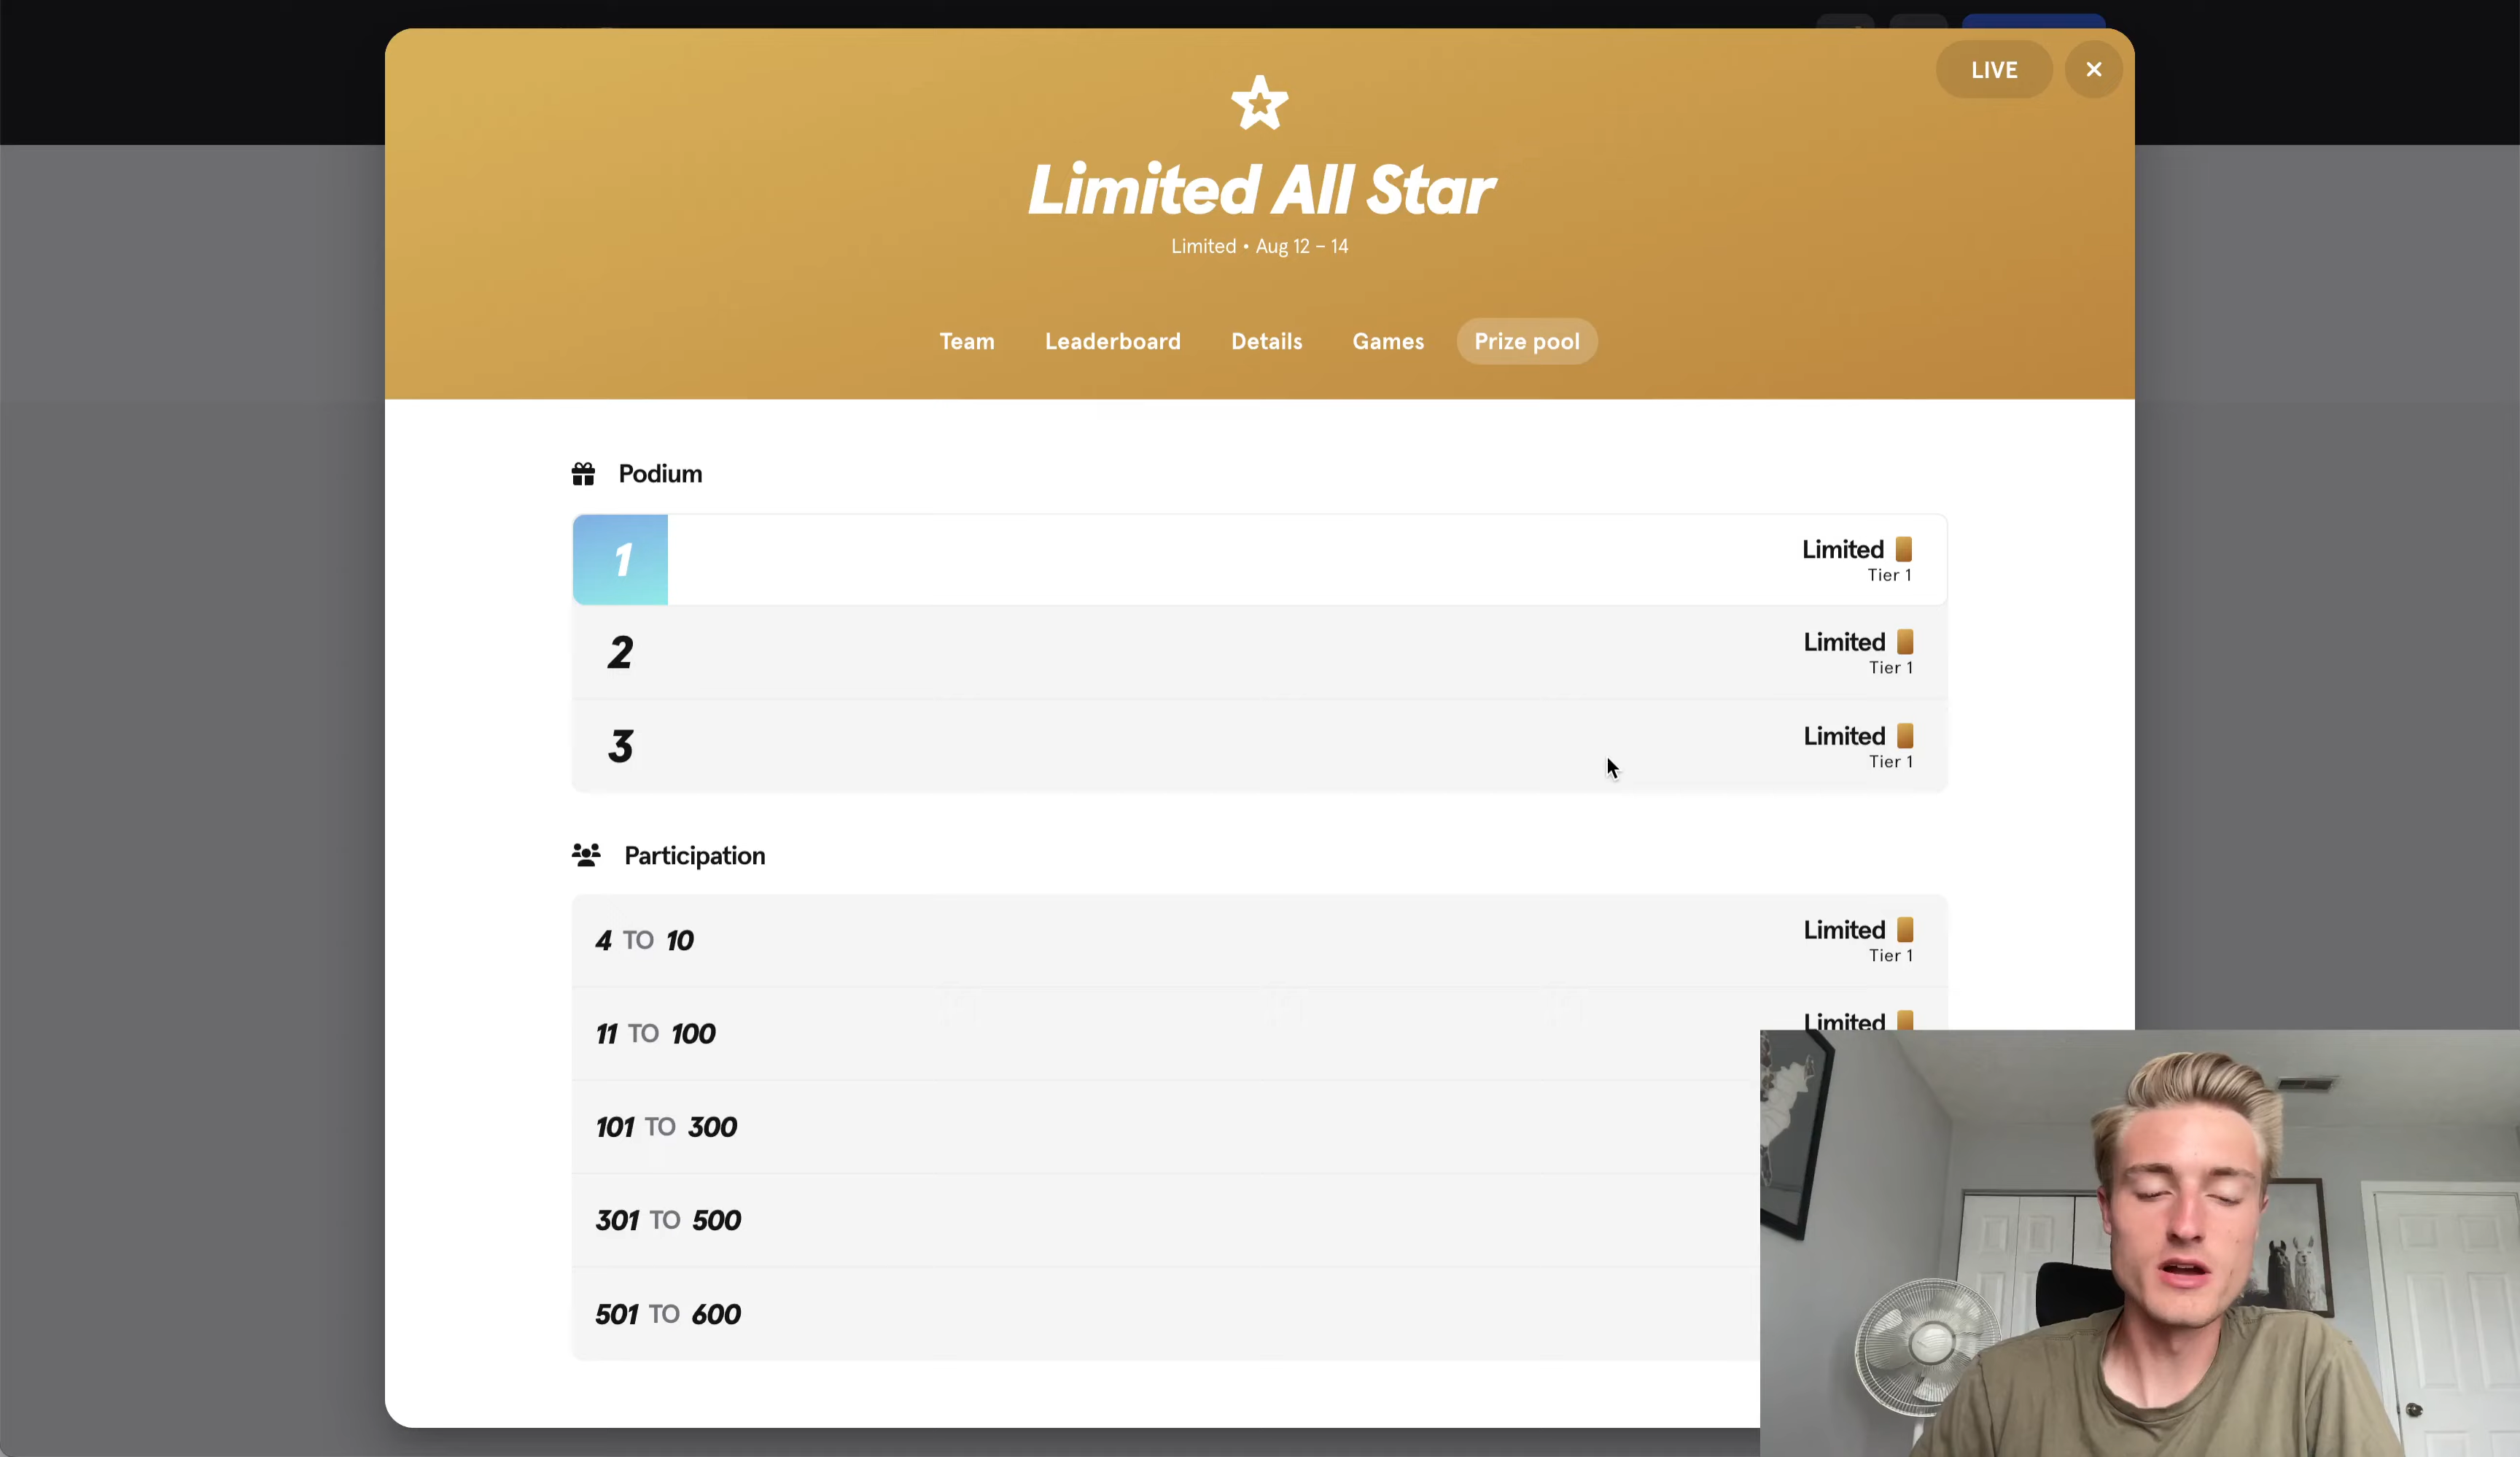 LIVE
Limited All Star
Limited • Aug 12 – 14
Team Leaderboard Details Games Prize pool
Podium
1 Limited
Tier 1
2 Limited
Tier 1
3 Limited
Tier 1
Participation
4 TO 10 Limited
Tier 1
11 TO 100 Limited
101 TO 300
301 TO 500
501 TO 600